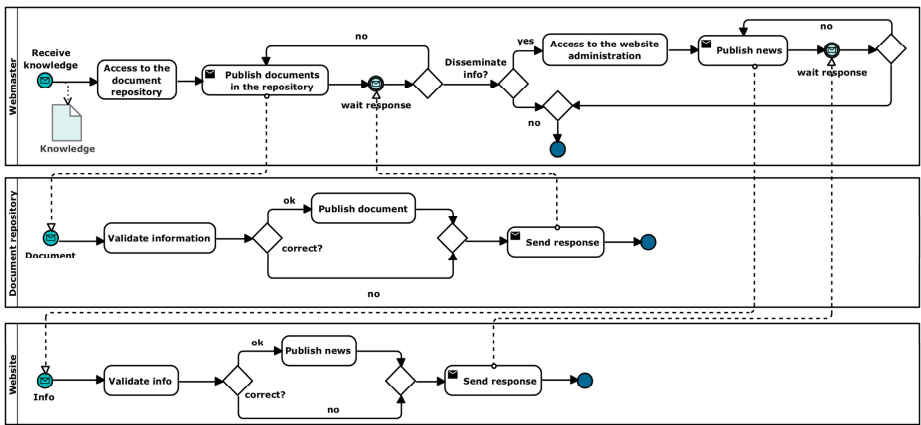 Webmaster
Receive
knowledge
Knowledge
Access to the
document
repository
Publish documents
in the repository
no
wait response
Disseminate
info?
yes
no
Access to the website
administration
Publish news
no
wait response
Document repository
Document
Validate information
ok
correct?
Publish document
no
Send response
Website
Info
Validate info
ok
correct?
Publish news
no
Send response